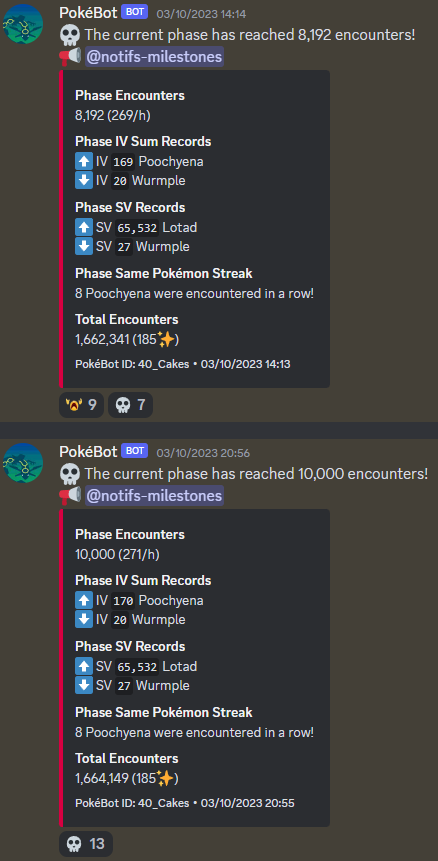 PokéBot BOT 03/10/2023 14:14
💀 The current phase has reached 8,192 encounters!
📢 @notifs-milestones
Phase Encounters
8,192 (269/h)
Phase IV Sum Records
⬆️ IV 169 Poochyena
⬇️ IV 20 Wurmple
Phase SV Records
⬆️ SV 65,532 Lotad
⬇️ SV 27 Wurmple
Phase Same Pokémon Streak
8 Poochyena were encountered in a row!
Total Encounters
1,662,341 (185✨)
PokéBot ID: 40_Cakes • 03/10/2023 14:13
9 💀 7
PokéBot BOT 03/10/2023 20:56
💀 The current phase has reached 10,000 encounters!
📢 @notifs-milestones
Phase Encounters
10,000 (271/h)
Phase IV Sum Records
⬆️ IV 170 Poochyena
⬇️ IV 20 Wurmple
Phase SV Records
⬆️ SV 65,532 Lotad
⬇️ SV 27 Wurmple
Phase Same Pokémon Streak
8 Poochyena were encountered in a row!
Total Encounters
1,664,149 (185✨)
PokéBot ID: 40_Cakes • 03/10/2023 20:55
💀 13